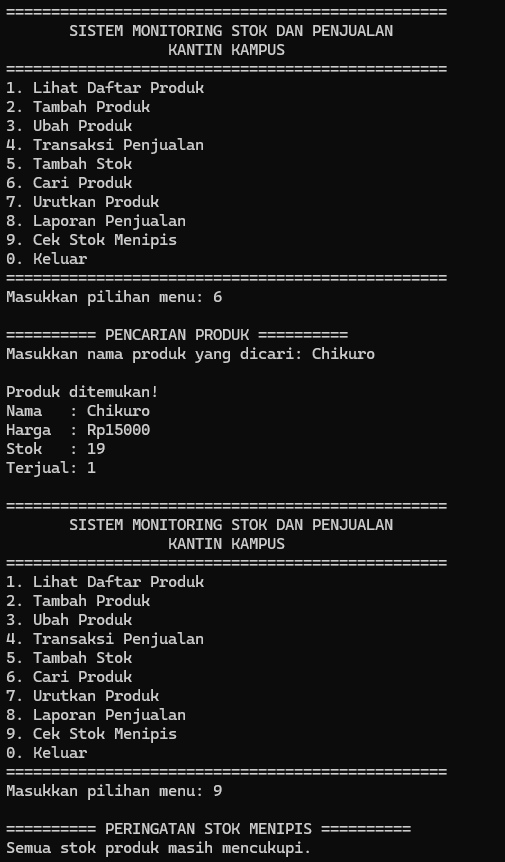 =================================================
SISTEM MONITORING STOK DAN PENJUALAN
KANTIN KAMPUS
=================================================
1. Lihat Daftar Produk
2. Tambah Produk
3. Ubah Produk
4. Transaksi Penjualan
5. Tambah Stok
6. Cari Produk
7. Urutkan Produk
8. Laporan Penjualan
9. Cek Stok Menipis
0. Keluar
=================================================
Masukkan pilihan menu: 6
========== PENCARIAN PRODUK ==========
Masukkan nama produk yang dicari: Chikuro
Produk ditemukan!
Nama   : Chikuro
Harga  : Rp15000
Stok   : 19
Terjual: 1
=================================================
SISTEM MONITORING STOK DAN PENJUALAN
KANTIN KAMPUS
=================================================
1. Lihat Daftar Produk
2. Tambah Produk
3. Ubah Produk
4. Transaksi Penjualan
5. Tambah Stok
6. Cari Produk
7. Urutkan Produk
8. Laporan Penjualan
9. Cek Stok Menipis
0. Keluar
=================================================
Masukkan pilihan menu: 9
========== PERINGATAN STOK MENIPIS ==========
Semua stok produk masih mencukupi.